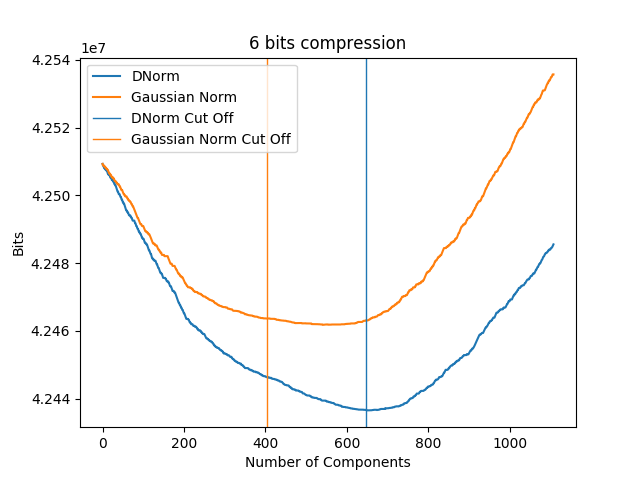 6 bits compression
1e7
4.254
4.252
4.250
4.248
4.246
4.244
Bits
DNorm
Gaussian Norm
DNorm Cut Off
Gaussian Norm Cut Off
0 200 400 600 800 1000
Number of Components